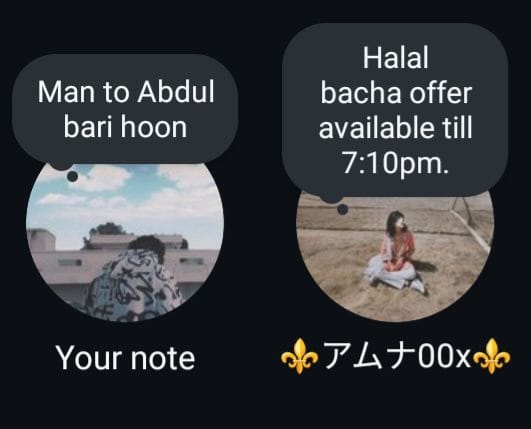 Man to Abdul
bari hoon
Halal
bacha offer
available till
7:10pm.
Your note
⚜️アムナ00x⚜️